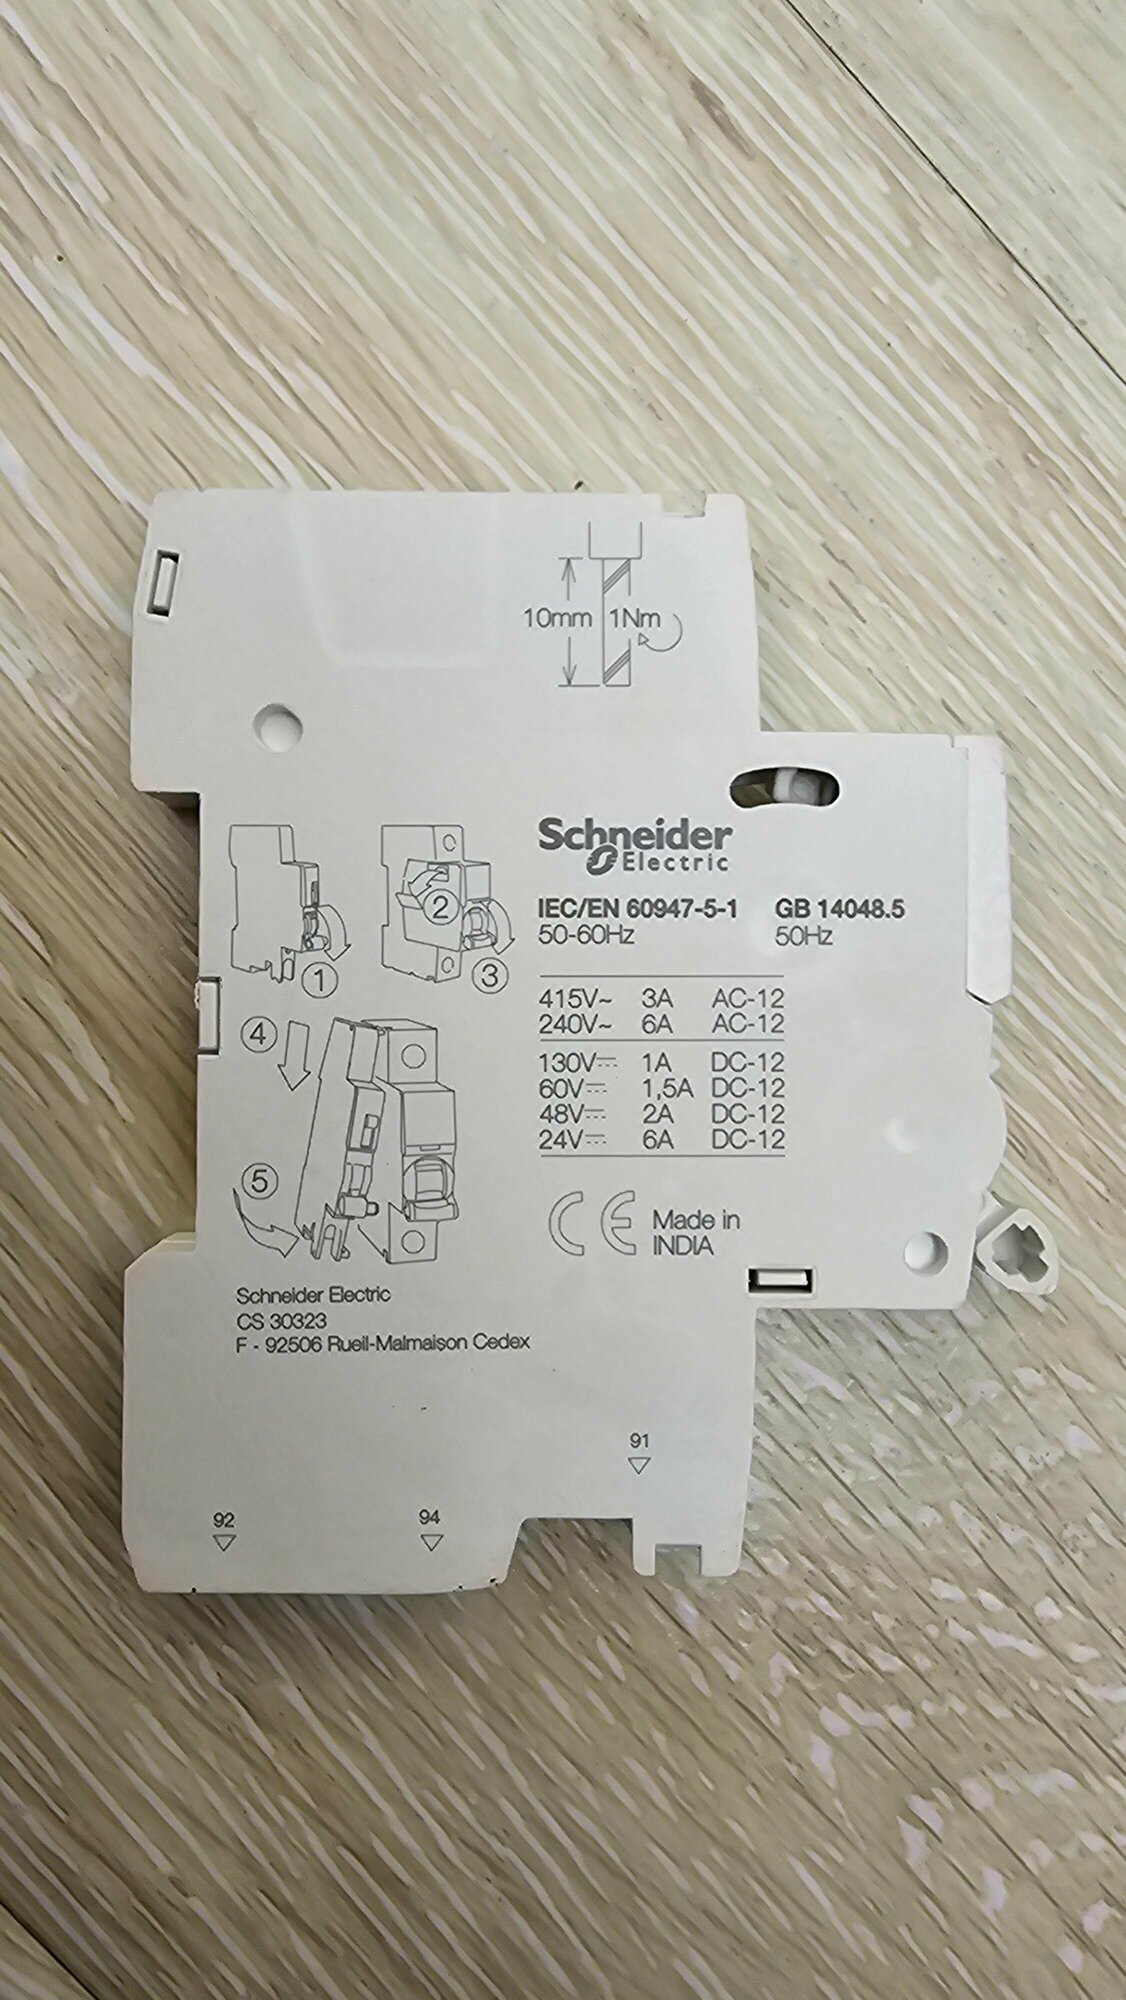 10mm 1Nm
Schneider
Electric
IEC/EN 60947-5-1 GB 14048.5
50-60Hz 50Hz
1
2
3
4
5
415V~ 3A AC-12
240V~ 6A AC-12
130V⎓ 1A DC-12
60V⎓ 1,5A DC-12
48V⎓ 2A DC-12
24V⎓ 6A DC-12
CE Made in
INDIA
Schneider Electric
CS 30323
F - 92506 Rueil-Malmaison Cedex
91
92 94